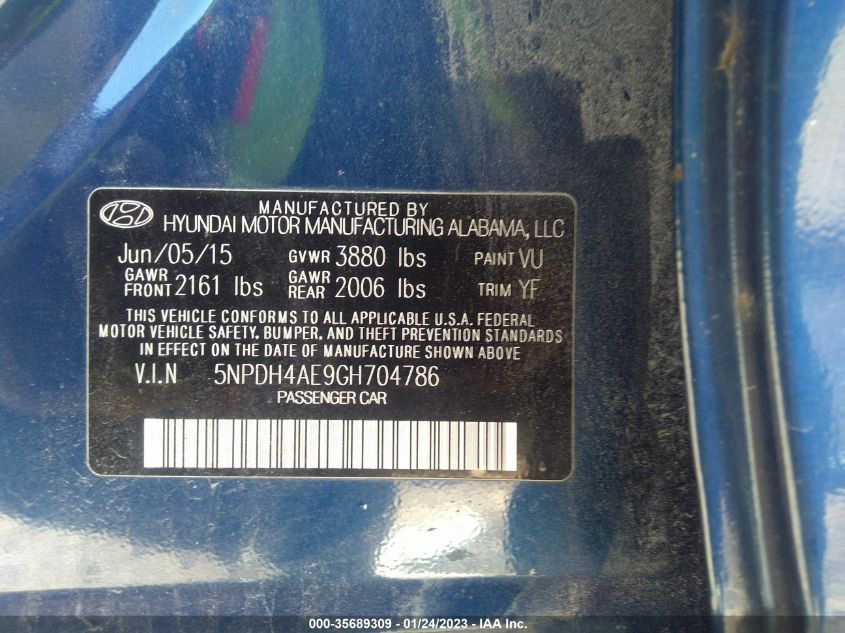 MANUFACTURED BY
HYUNDAI MOTOR MANUFACTURING ALABAMA, LLC
Jun/05/15 GVWR 3880 lbs PAINT VU
GAWR FRONT 2161 lbs GAWR REAR 2006 lbs TRIM YF
THIS VEHICLE CONFORMS TO ALL APPLICABLE U.S.A. FEDERAL
MOTOR VEHICLE SAFETY, BUMPER, AND THEFT PREVENTION STANDARDS
IN EFFECT ON THE DATE OF MANUFACTURE SHOWN ABOVE
V.I.N 5NPDH4AE9GH704786
PASSENGER CAR
000-35689309 - 01/24/2023 - IAA Inc.